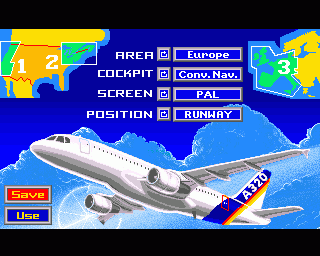 1 2 3
AREA Europe
COCKPIT Conv. Nav.
SCREEN PAL
POSITION RUNWAY
A320
Save
Use